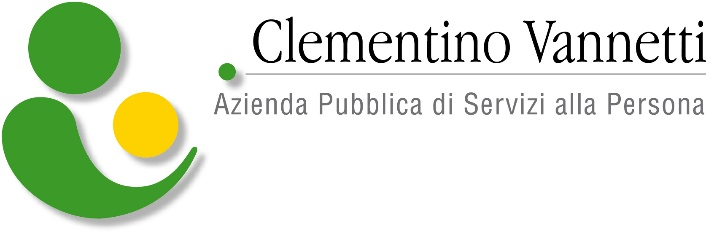 Clementino Vannetti
Azienda Pubblica di Servizi alla Persona